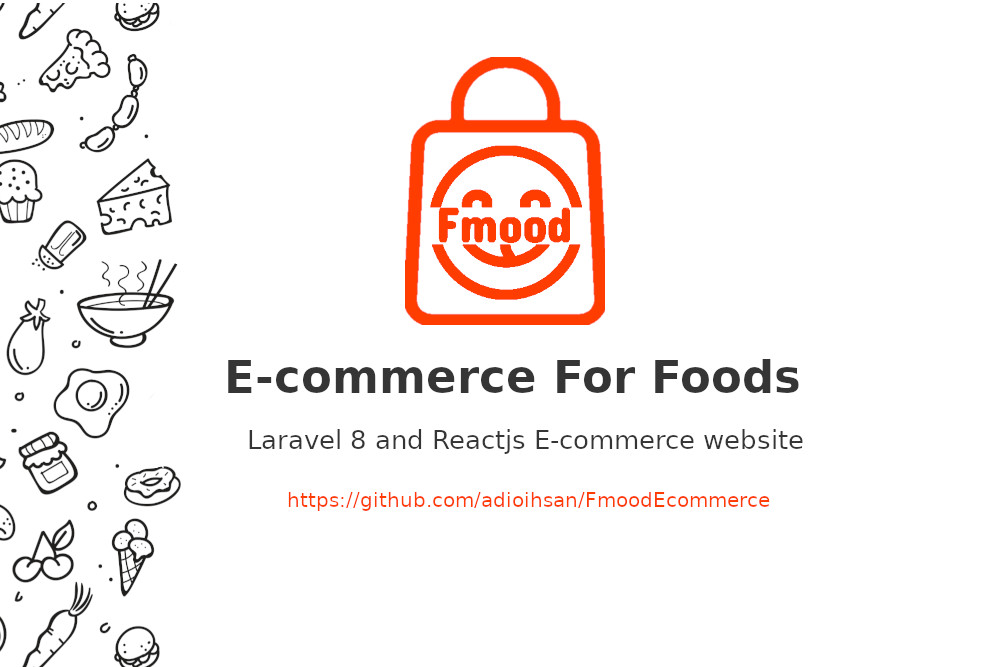 Fmood
E-commerce For Foods
Laravel 8 and Reactjs E-commerce website
https://github.com/adioihsan/FmoodEcommerce